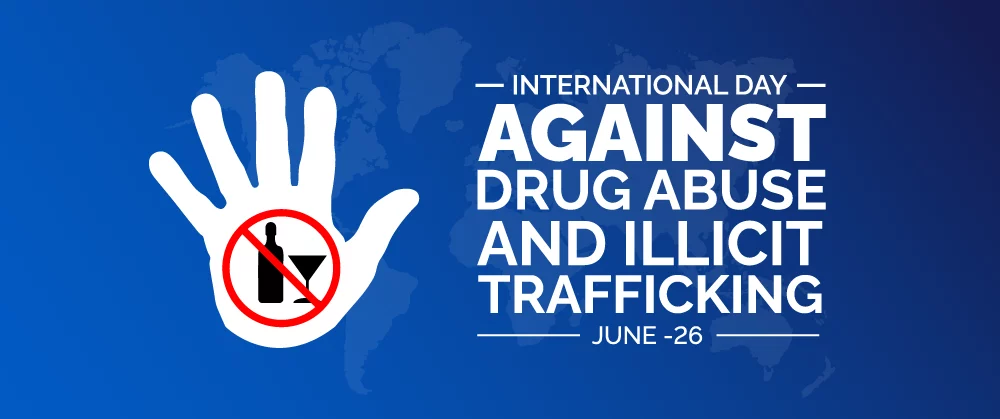 INTERNATIONAL DAY
AGAINST
DRUG ABUSE
AND ILLICIT
TRAFFICKING
JUNE -26